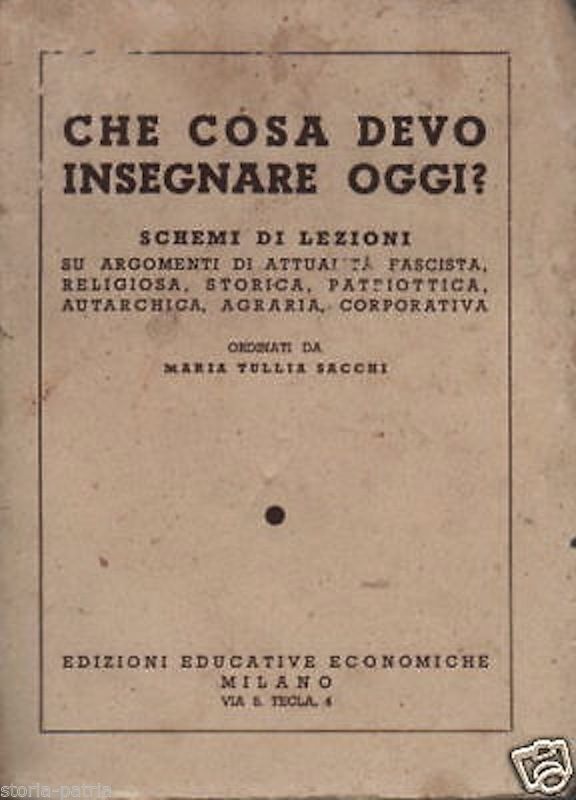 CHE COSA DEVO
INSEGNARE OGGI?
SCHEMI DI LEZIONI
SU ARGOMENTI DI ATTUALITÀ FASCISTA,
RELIGIOSA, STORICA, PATRIOTTICA,
AUTARCHICA, AGRARIA, CORPORATIVA
ORDINATI DA
MARIA TULLIA SACCHI
EDIZIONI EDUCATIVE ECONOMICHE
MILANO
VIA S. TECLA, 4
storia-patria